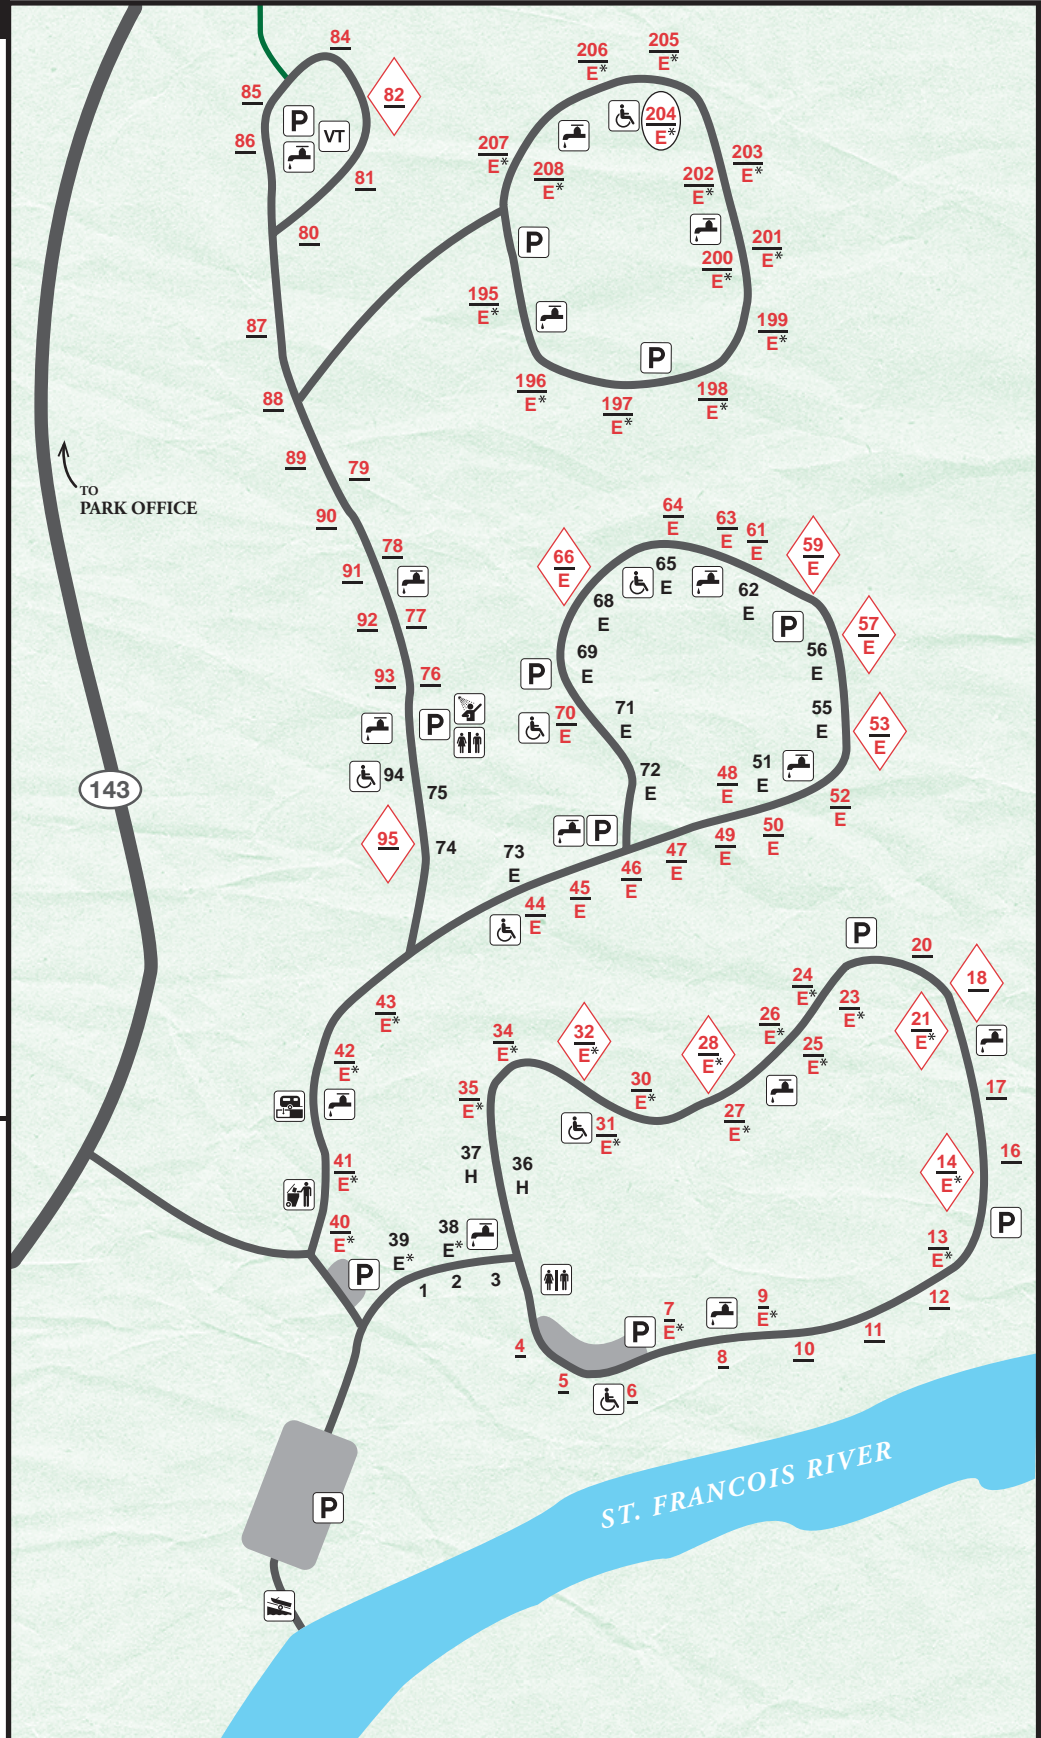 84
85
82
P
VT
86
81
80
87
88
89
79
90
78
91
92
77
93
76
P
94
75
95
74
206
E*
205
E*
204
E*
207
E*
208
E*
203
E*
202
E*
P
201
E*
200
E*
195
E*
199
E*
P
196
E*
197
E*
198
E*
TO
PARK OFFICE
143
64
E
63
E
61
E
59
E
66
E
65
E
62
E
68
E
P
57
E
56
E
69
E
P
70
E
71
E
55
E
53
E
72
E
48
E
51
E
52
E
P
50
E
49
E
47
E
46
E
73
E
45
E
44
E
43
E*
42
E*
41
E*
40
E*
39
E*
38
E*
P
1
2
3
P
20
18
24
E*
23
E*
21
E*
26
E*
25
E*
34
E*
32
E*
28
E*
30
E*
27
E*
35
E*
31
E*
17
37
H
36
H
16
14
E*
P
13
E*
12
7
E*
9
E*
P
4
11
10
8
5
6
ST. FRANCOIS RIVER
P